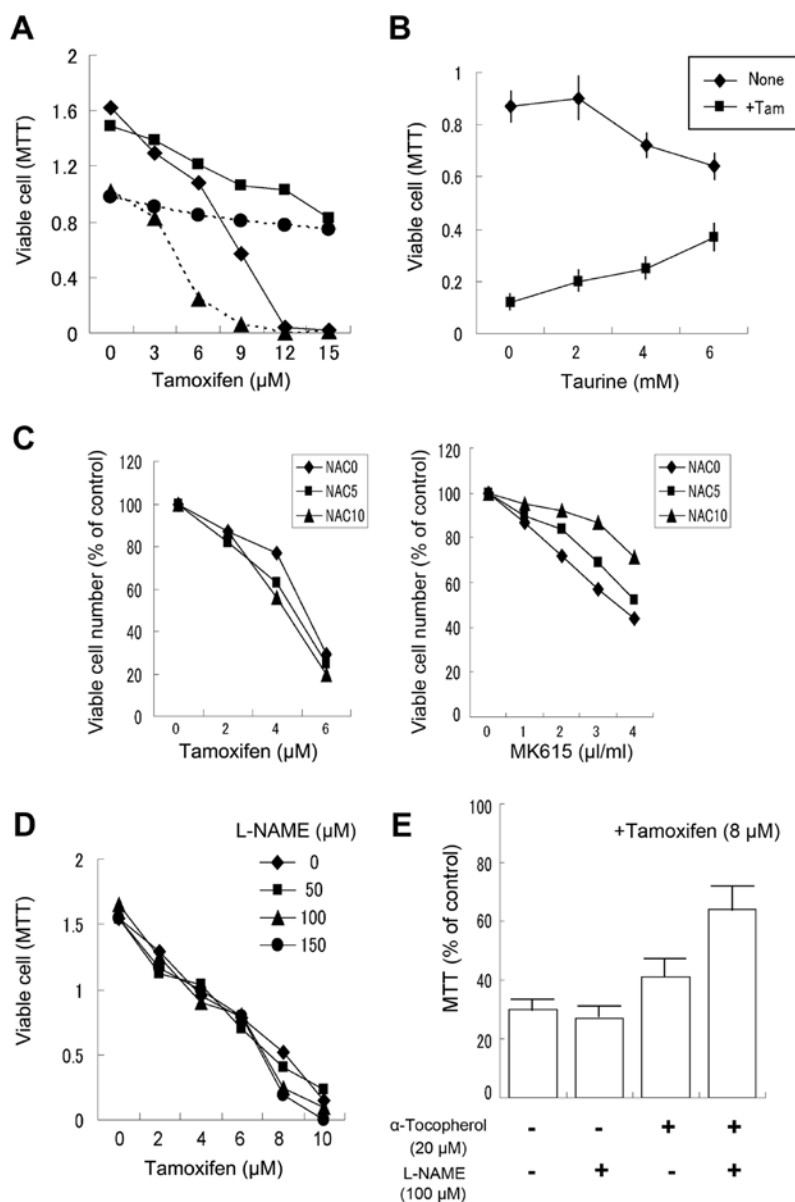 A
Viable cell (MTT)
2
1.6
1.2
0.8
0.4
0
0 3 6 9 12 15
Tamoxifen (µM)
B
Viable cell (MTT)
1
0.8
0.6
0.4
0.2
0
0 2 4 6
Taurine (mM)
None
+Tam
C
Viable cell number (% of control)
120
100
80
60
40
20
0
0 2 4 6
Tamoxifen (µM)
NAC0
NAC5
NAC10
Viable cell number (% of control)
120
100
80
60
40
20
0
0 1 2 3 4
MK615 (µl/ml)
NAC0
NAC5
NAC10
D
L-NAME (µM)
0
50
100
150
Viable cell (MTT)
2
1.5
1
0.5
0
0 2 4 6 8 10
Tamoxifen (µM)
E
+Tamoxifen (8 µM)
MTT (% of control)
100
80
60
40
20
0
α-Tocopherol - - + +
(20 µM)
L-NAME - + - +
(100 µM)